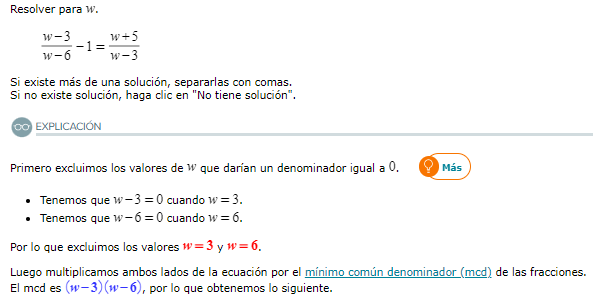 Resolver para w.
w−3
w−6
−1=
w+5
w−3
Si existe más de una solución, separarlas con comas.
Si no existe solución, haga clic en "No tiene solución".
EXPLICACIÓN
Primero excluimos los valores de w que darían un denominador igual a 0.
Más
• Tenemos que w−3=0 cuando w=3.
• Tenemos que w−6=0 cuando w=6.
Por lo que excluimos los valores w=3 y w=6.
Luego multiplicamos ambos lados de la ecuación por el mínimo común denominador (mcd) de las fracciones.
El mcd es (w−3)(w−6), por lo que obtenemos lo siguiente.